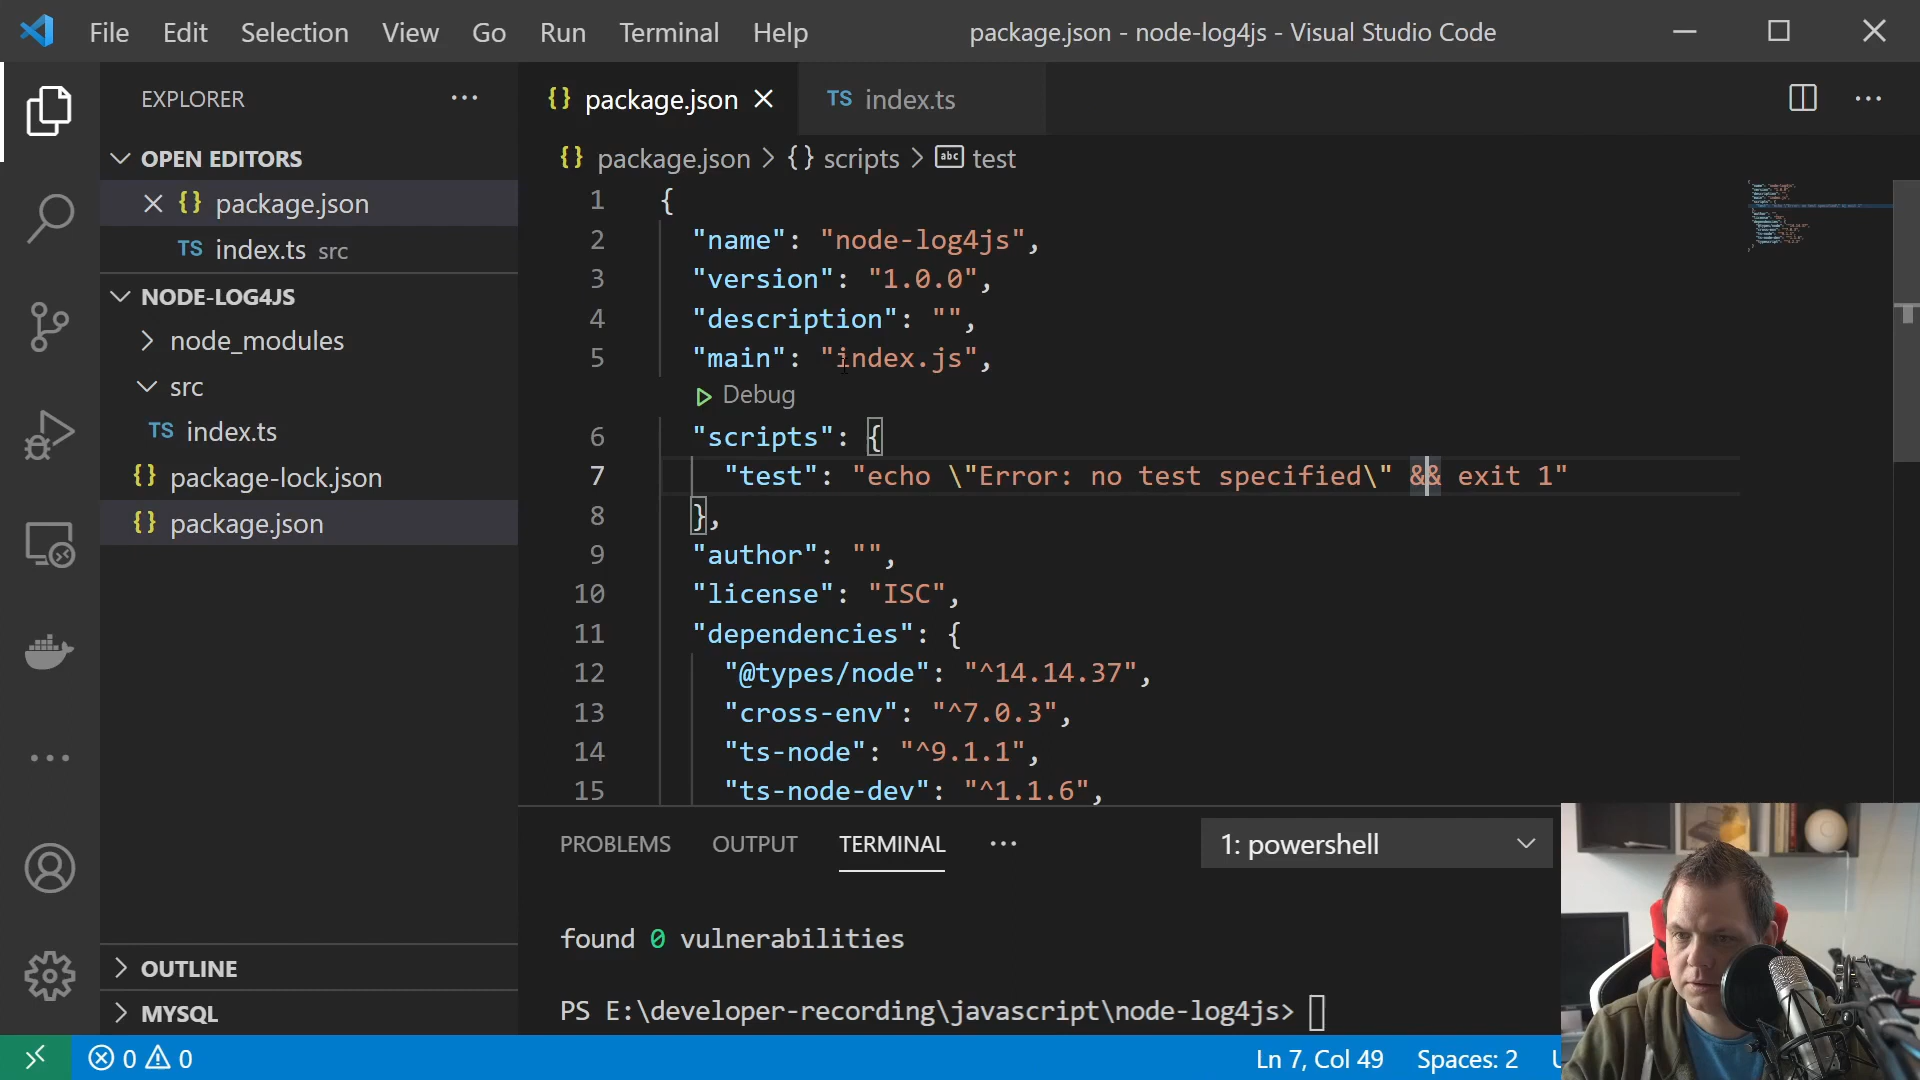 File Edit Selection View Go Run Terminal Help
package.json - node-log4js - Visual Studio Code
EXPLORER
OPEN EDITORS
{} package.json
TS index.ts src
NODE-LOG4JS
node_modules
src
TS index.ts
{} package-lock.json
{} package.json
OUTLINE
MYSQL
{} package.json
TS index.ts
{} package.json > {} scripts > abc test
1 {
2 "name": "node-log4js",
3 "version": "1.0.0",
4 "description": "",
5 "main": "index.js",
Debug
6 "scripts": {
7 "test": "echo \"Error: no test specified\" && exit 1"
8 },
9 "author": "",
10 "license": "ISC",
11 "dependencies": {
12 "@types/node": "^14.14.37",
13 "cross-env": "^7.0.3",
14 "ts-node": "^9.1.1",
15 "ts-node-dev": "^1.1.6",
PROBLEMS OUTPUT TERMINAL
1: powershell
found 0 vulnerabilities
PS E:\developer-recording\javascript\node-log4js>
0 0
Ln 7, Col 49 Spaces: 2